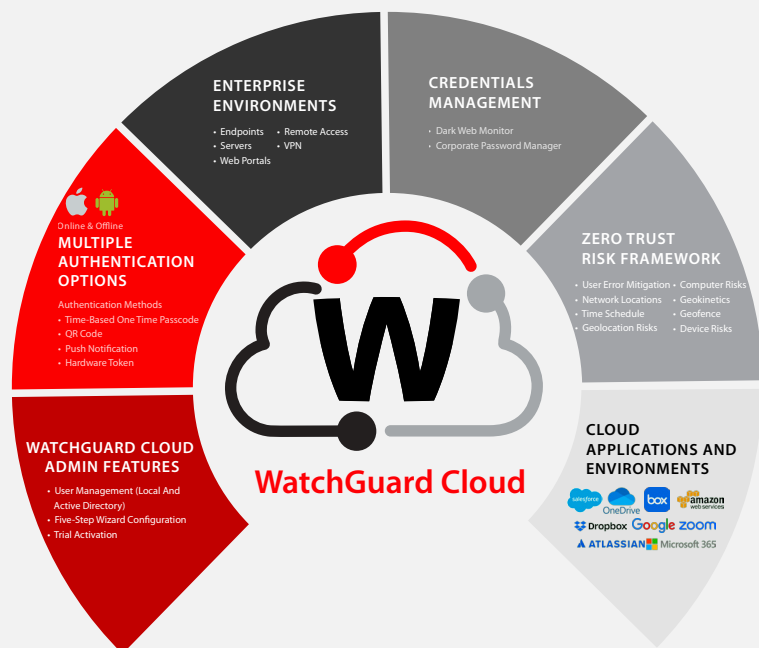 ENTERPRISE
ENVIRONMENTS
• Endpoints • Remote Access
• Servers • VPN
• Web Portals
CREDENTIALS
MANAGEMENT
• Dark Web Monitor
• Corporate Password Manager
Online & Offline
MULTIPLE
AUTHENTICATION
OPTIONS
Authentication Methods
• Time-Based One Time Passcode
• QR Code
• Push Notification
• Hardware Token
ZERO TRUST
RISK FRAMEWORK
• User Error Mitigation • Computer Risks
• Network Locations • Geokinetics
• Time Schedule • Geofence
• Geolocation Risks • Device Risks
WATCHGUARD CLOUD
ADMIN FEATURES
• User Management (Local And
Active Directory)
• Five-Step Wizard Configuration
• Trial Activation
W
WatchGuard Cloud
CLOUD
APPLICATIONS AND
ENVIRONMENTS
salesforce OneDrive box amazon
web services
Dropbox Google zoom
ATLASSIAN Microsoft 365